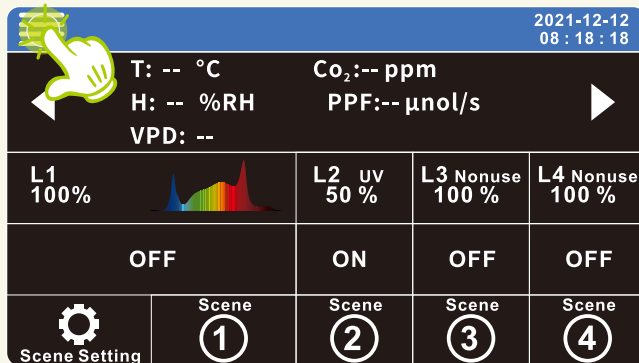 2021-12-12
08 : 18 : 18
T: -- °C
Co₂:-- ppm
H: -- %RH
PPF:-- μnol/s
VPD: --
L1
100%
L2 UV
50 %
L3 Nonuse
100 %
L4 Nonuse
100 %
OFF
ON
OFF
OFF
Scene Setting
Scene
1
Scene
2
Scene
3
Scene
4